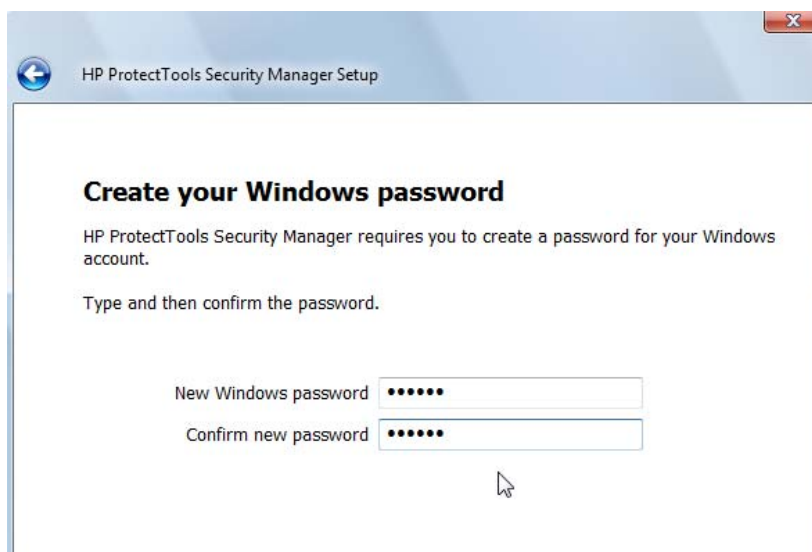 HP ProtectTools Security Manager Setup
Create your Windows password
HP ProtectTools Security Manager requires you to create a password for your Windows
account.
Type and then confirm the password.
New Windows password ••••••
Confirm new password ••••••